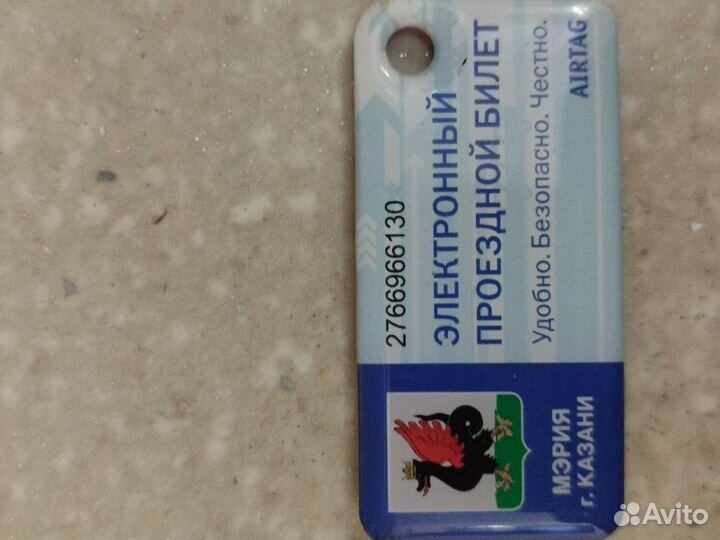 2766966130
ЭЛЕКТРОННЫЙ
ПРОЕЗДНОЙ БИЛЕТ
Удобно. Безопасно. Честно.
AIRTAG
МЭРИЯ
г. КАЗАНИ
Avito